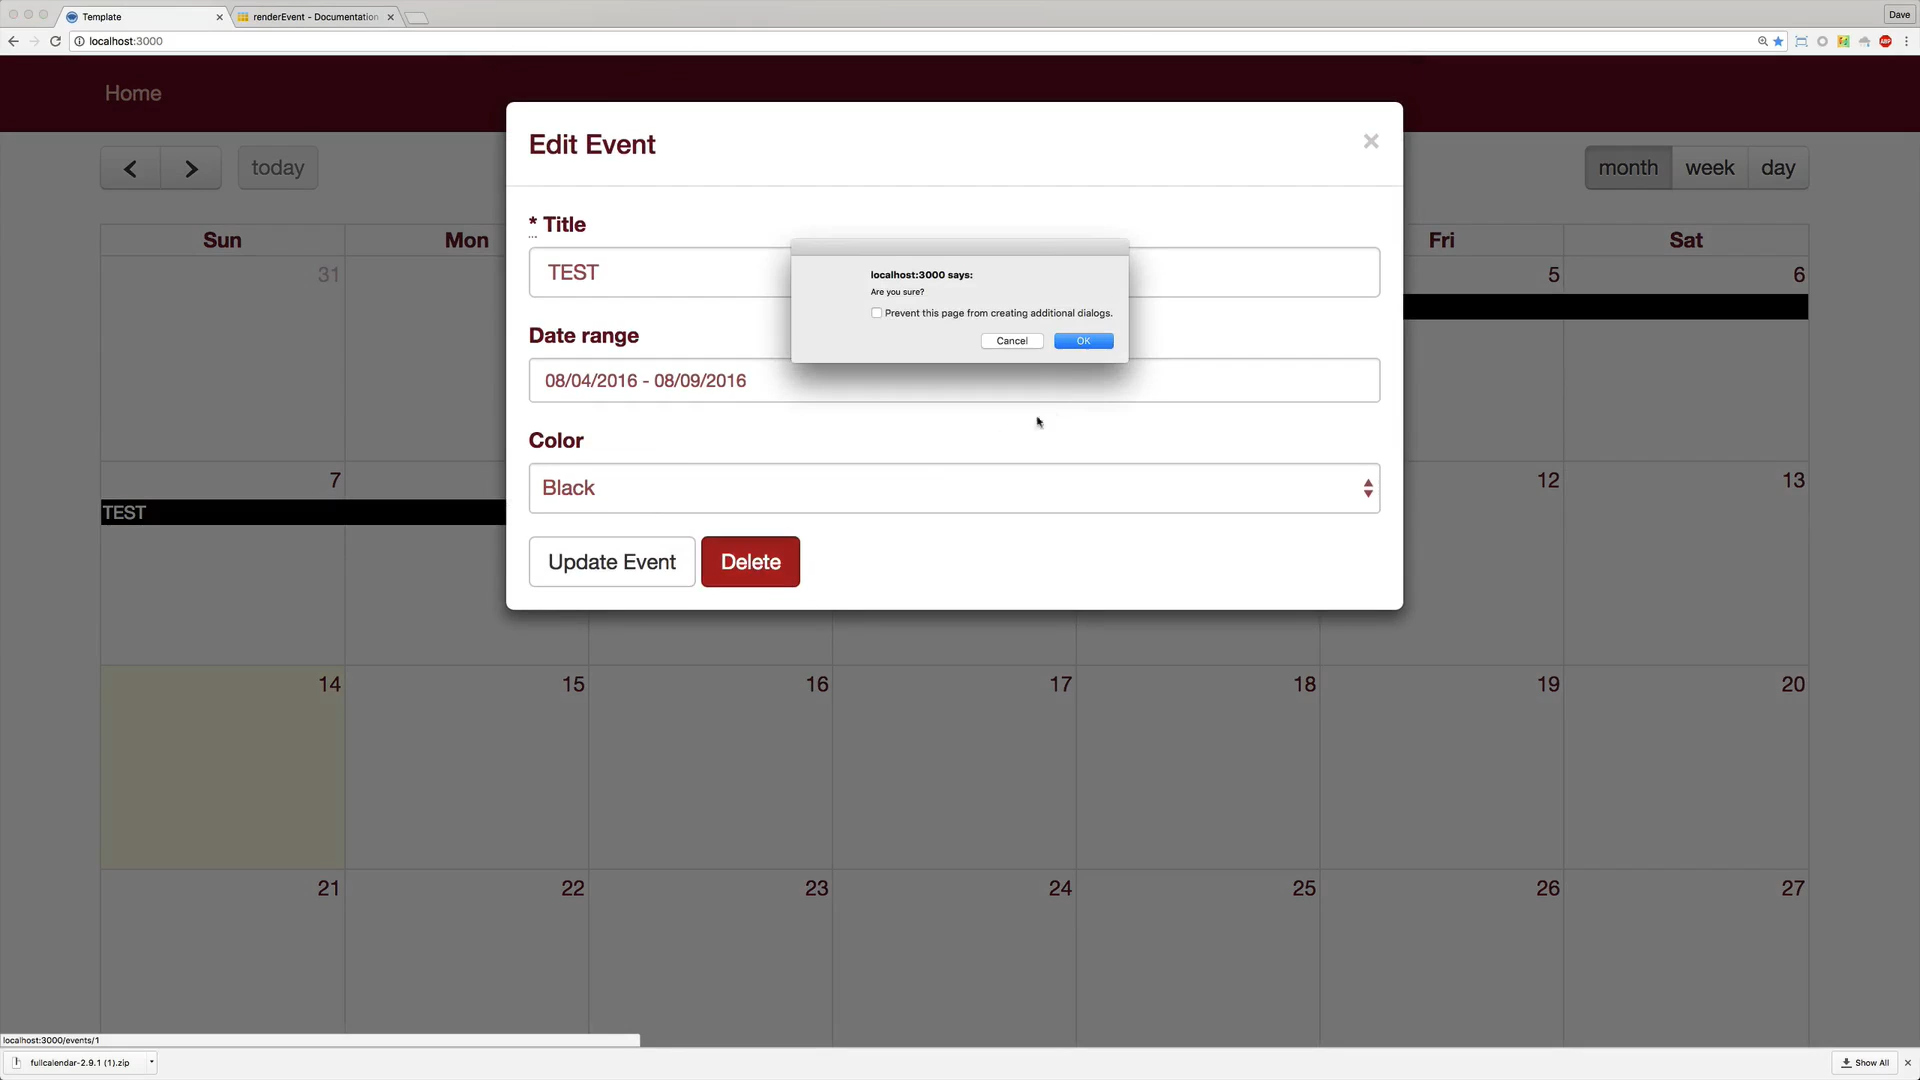 Template
renderEvent - Documentation
Dave
localhost:3000
Home
today
month
week
day
Edit Event
×
* Title
TEST
Date range
08/04/2016 - 08/09/2016
Color
Black
Update Event
Delete
localhost:3000 says:
Are you sure?
Prevent this page from creating additional dialogs.
Cancel
OK
Sun
Mon
Fri
Sat
31
5
6
7
12
13
TEST
14
15
16
17
18
19
20
21
22
23
24
25
26
27
localhost:3000/events/1
fullcalendar-2.9.1 (1).zip
Show All